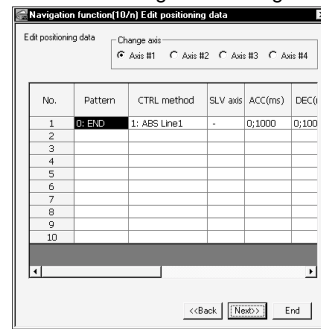 Navigation function(10/n) Edit positioning data
Edit positioning data
Change axis
Axis #1 Axis #2 Axis #3 Axis #4
No. Pattern CTRL method SLV axis ACC(ms) DEC(
1 0: END 1: ABS Line1 - 0;1000 0;100
2
3
4
5
6
7
8
9
10
<<Back Next>> End